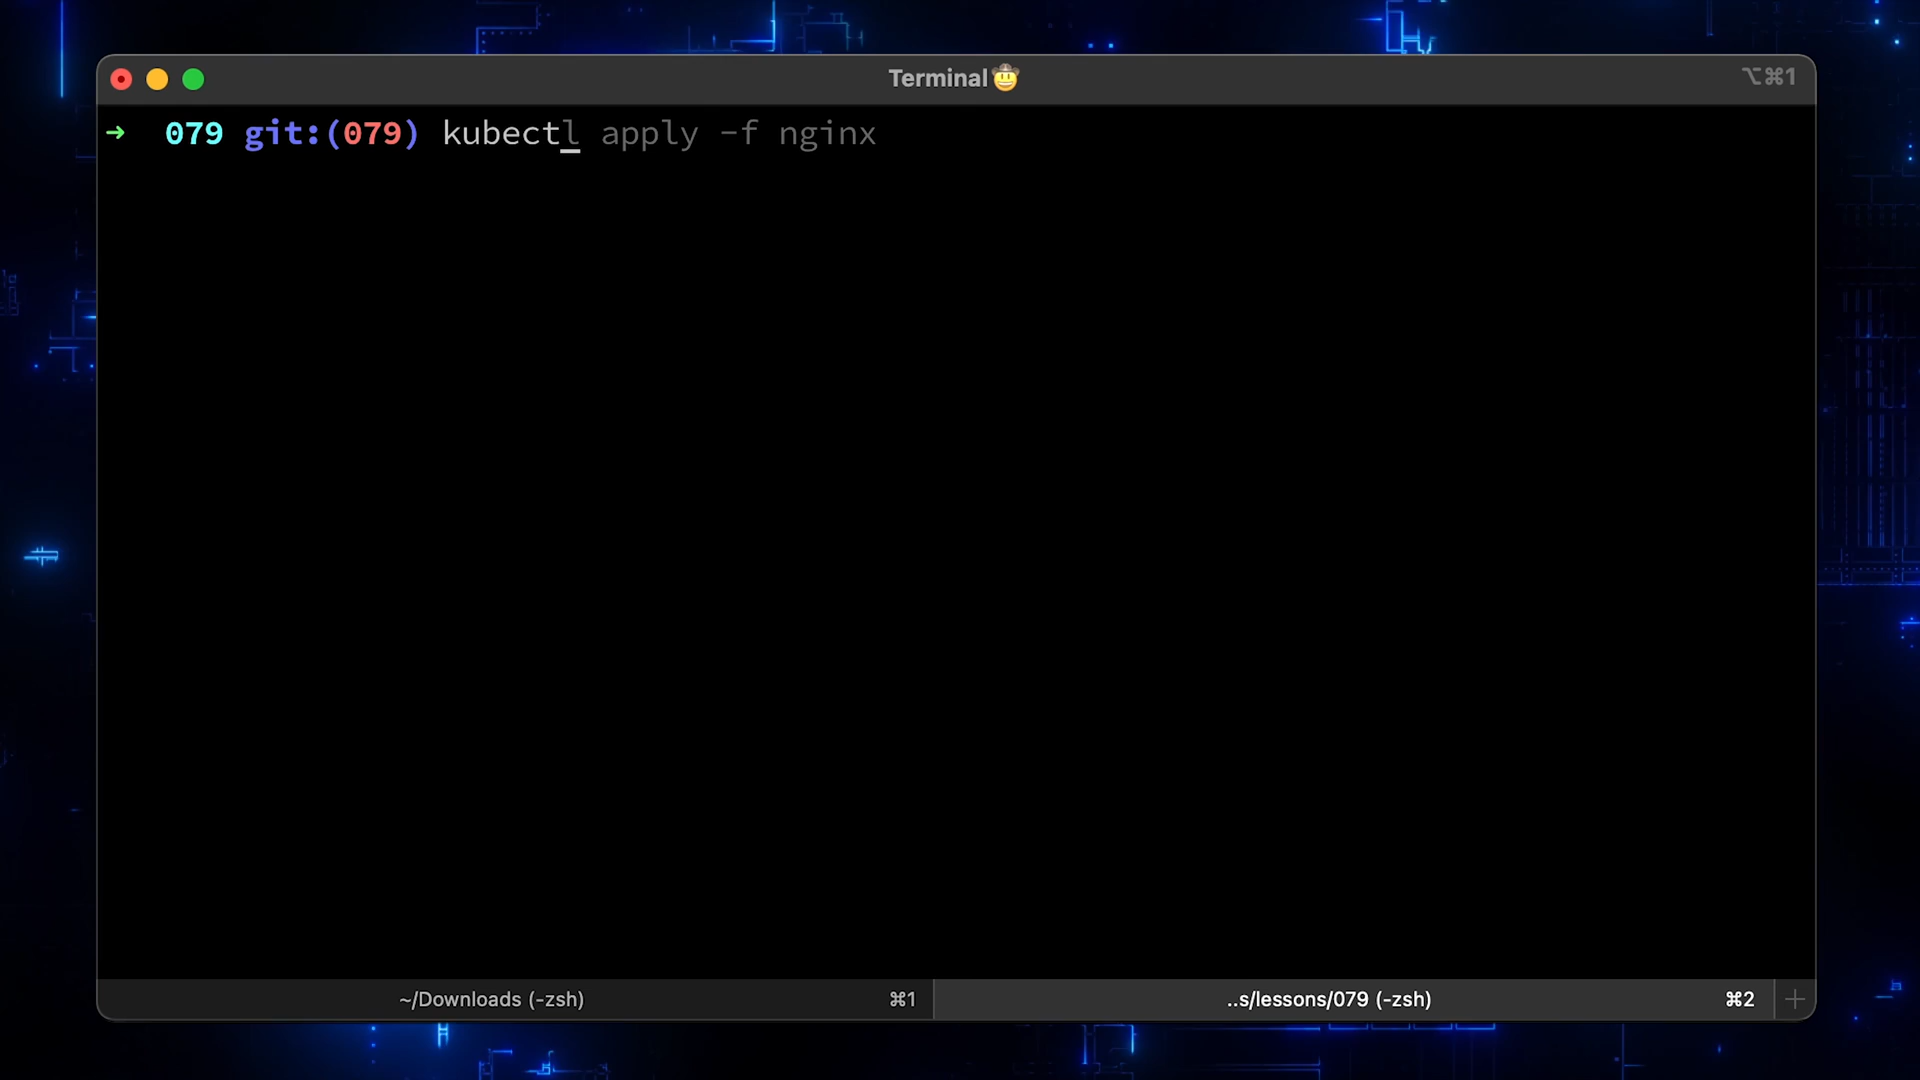 Terminal🤠
⌥⌘1
➜ 079 git:(079) kubectl apply -f nginx
~/Downloads (-zsh) ⌘1
..s/lessons/079 (-zsh) ⌘2